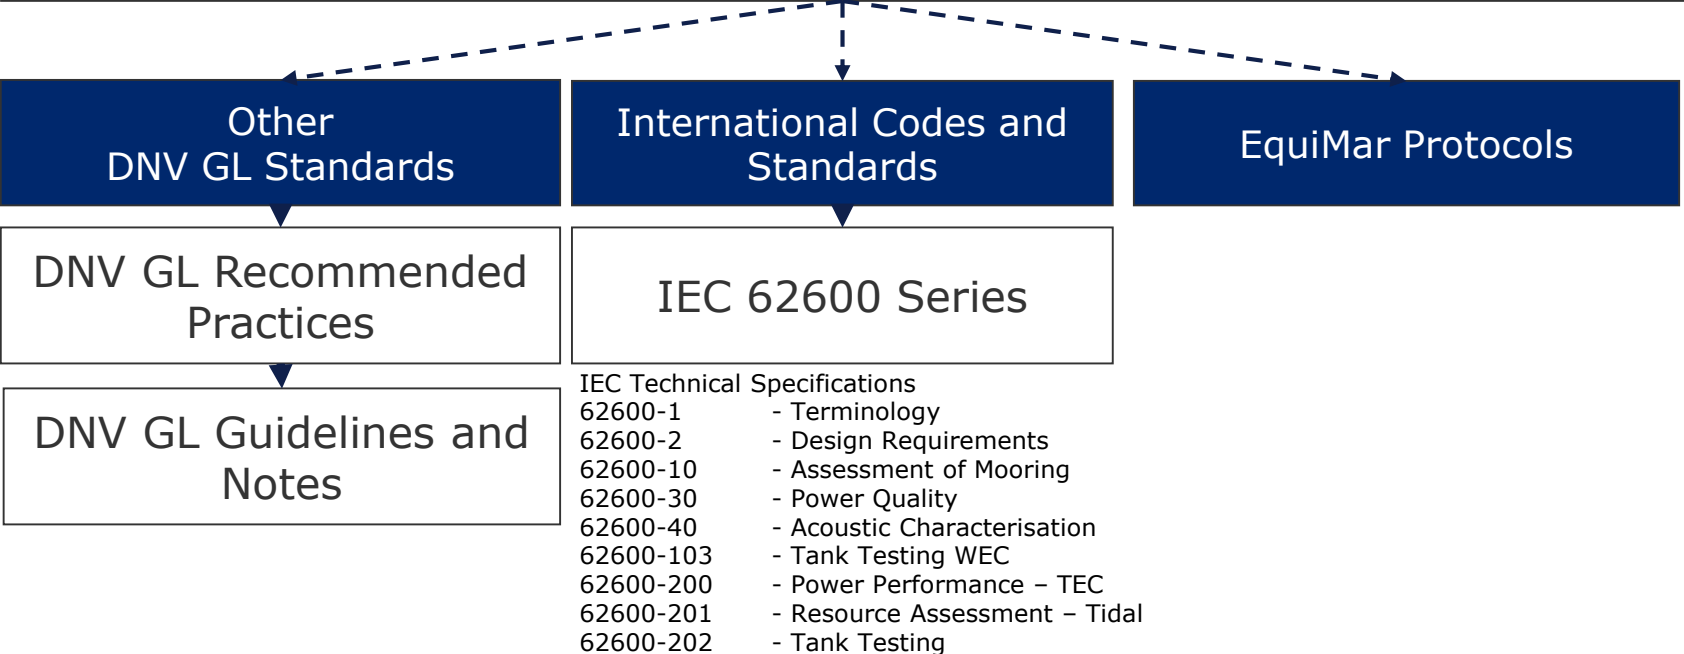 Other
DNV GL Standards
International Codes and
Standards
EquiMar Protocols
DNV GL Recommended
Practices
IEC 62600 Series
DNV GL Guidelines and
Notes
IEC Technical Specifications
62600-1 - Terminology
62600-2 - Design Requirements
62600-10 - Assessment of Mooring
62600-30 - Power Quality
62600-40 - Acoustic Characterisation
62600-103 - Tank Testing WEC
62600-200 - Power Performance – TEC
62600-201 - Resource Assessment – Tidal
62600-202 - Tank Testing